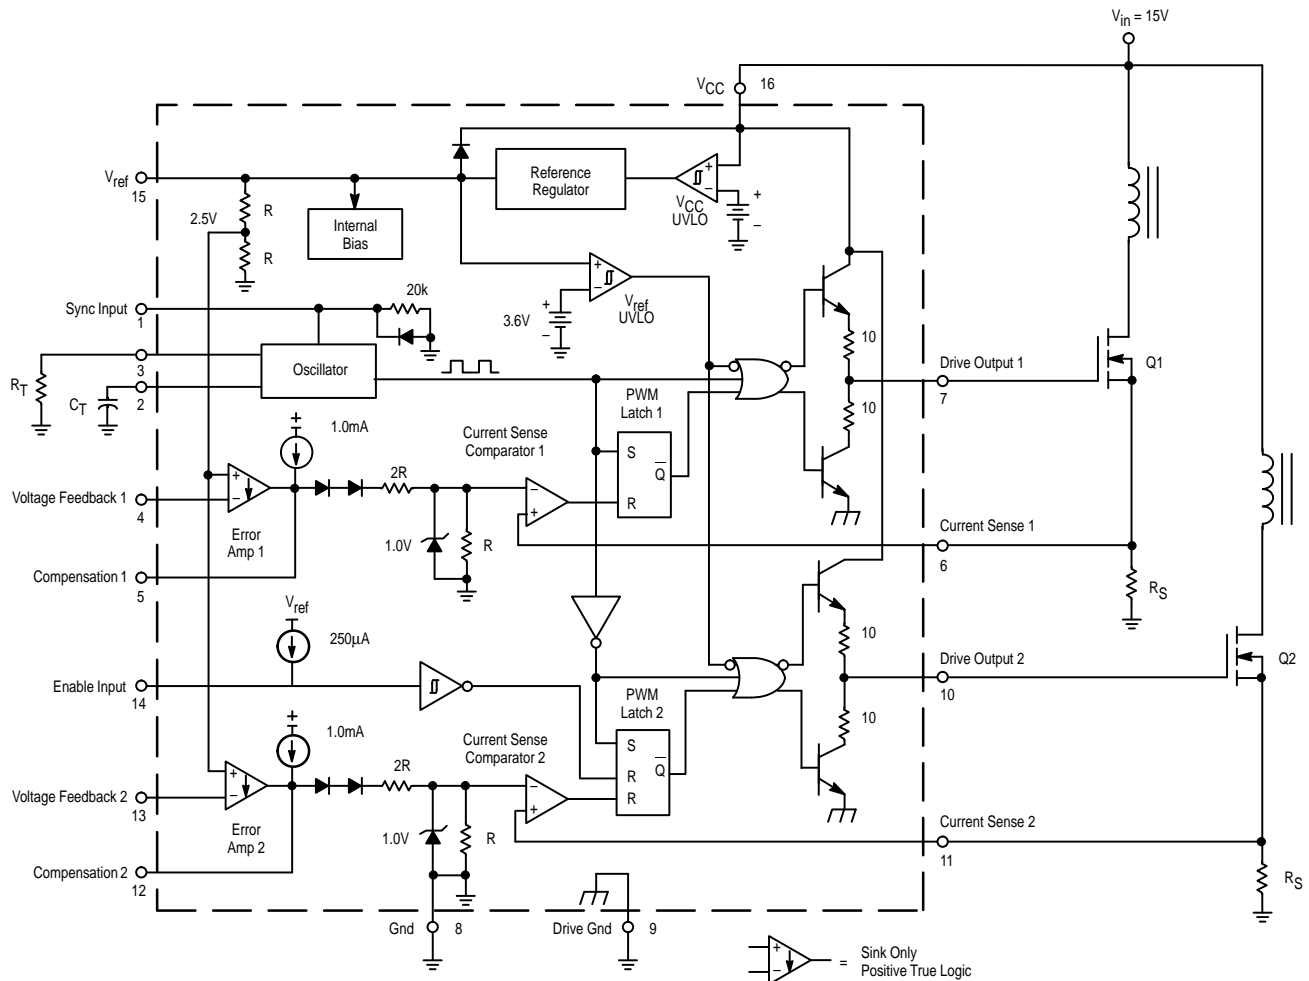 Vin = 15V
VCC 16
Vref
15
Reference
Regulator
+
–
VCC
UVLO
+
–
2.5V
R
R
Internal
Bias
Sync Input
1
20k
+
–
Vref
UVLO
3.6V
+
–
3
RT
CT
2
Oscillator
10
Drive Output 1
7
Q1
10
PWM
Latch 1
S
R
Q
+
1.0mA
Current Sense
Comparator 1
2R
Voltage Feedback 1
4
+
–
Error
Amp 1
–
+
1.0V
R
Current Sense 1
6
RS
Compensation 1
5
Vref
250µA
10
Drive Output 2
10
Q2
Enable Input
14
10
PWM
Latch 2
S
R
R
Q
+
1.0mA
Current Sense
Comparator 2
2R
Voltage Feedback 2
13
+
–
Error
Amp 2
–
+
1.0V
R
Current Sense 2
11
RS
Compensation 2
12
Gnd
8
Drive Gnd
9
+
–
=
Sink Only
Positive True Logic